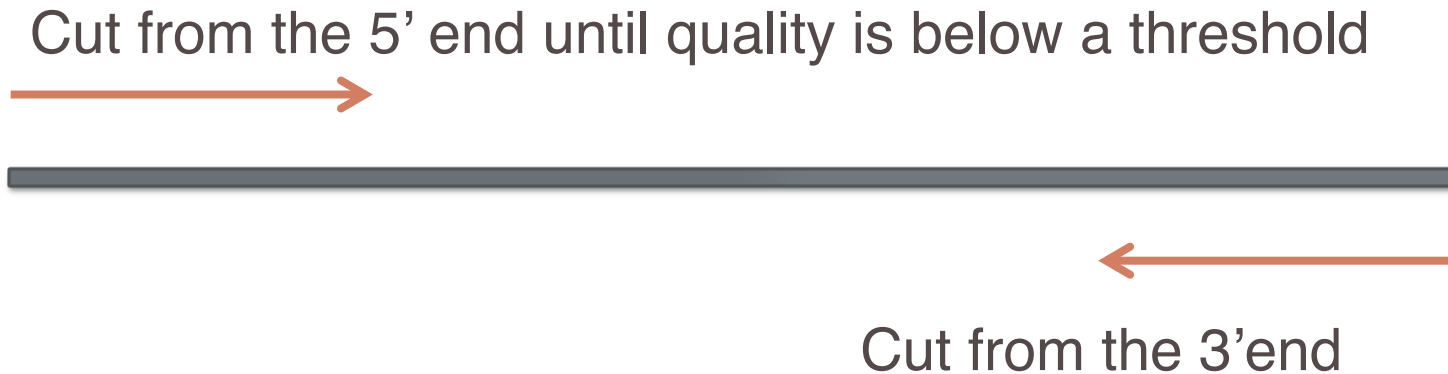 Cut from the 5’ end until quality is below a threshold
Cut from the 3’end